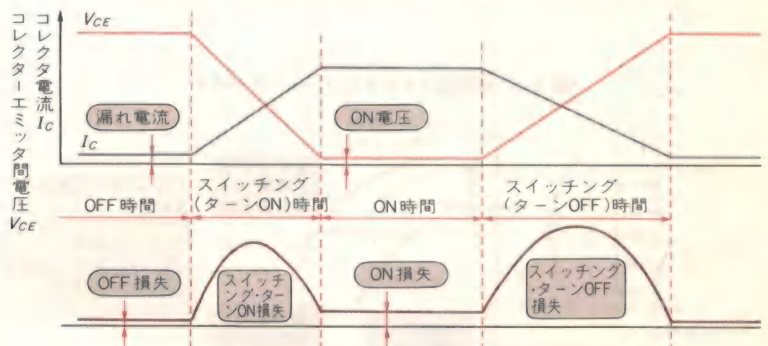 コレクタ電流 IC
コレクターエミッタ間電圧 VCE
VCE
漏れ電流
IC
ON電圧
OFF時間
スイッチング
(ターンON)時間
ON時間
スイッチング
(ターンOFF)時間
OFF損失
スイッチ
ング・ター
ンON損失
ON損失
スイッチング
・ターンOFF
損失